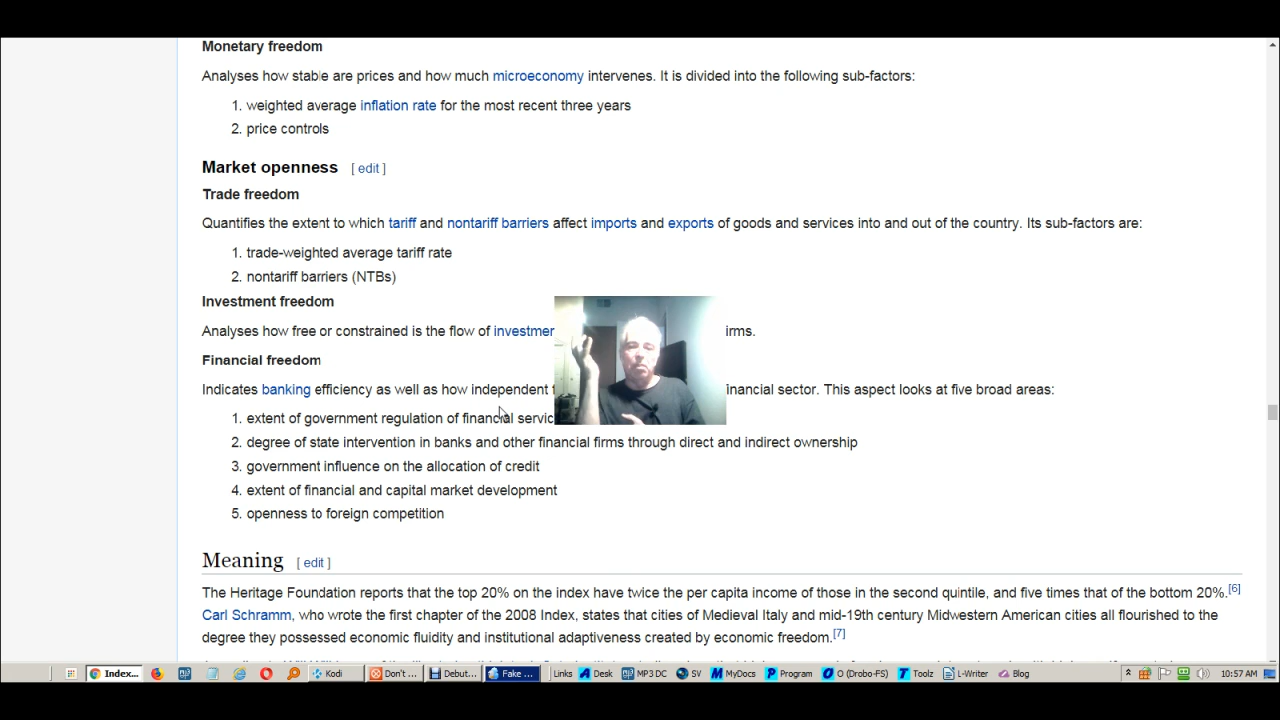 Monetary freedom
Analyses how stable are prices and how much microeconomy intervenes. It is divided into the following sub-factors:
1. weighted average inflation rate for the most recent three years
2. price controls
Market openness [ edit ]
Trade freedom
Quantifies the extent to which tariff and nontariff barriers affect imports and exports of goods and services into and out of the country. Its sub-factors are:
1. trade-weighted average tariff rate
2. nontariff barriers (NTBs)
Investment freedom
Analyses how free or constrained is the flow of irms.
Financial freedom
Indicates banking efficiency as well as how independent inancial sector. This aspect looks at five broad areas:
1. extent of government regulation of financial servic
2. degree of state intervention in banks and other financial firms through direct and indirect ownership
3. government influence on the allocation of credit
4. extent of financial and capital market development
5. openness to foreign competition
Meaning [ edit ]
The Heritage Foundation reports that the top 20% on the index have twice the per capita income of those in the second quintile, and five times that of the bottom 20%.[6]
Carl Schramm, who wrote the first chapter of the 2008 Index, states that cities of Medieval Italy and mid-19th century Midwestern American cities all flourished to the
degree they possessed economic fluidity and institutional adaptiveness created by economic freedom.[7]
Index... Kodi Don't ... Debut... Fake ... Links Desk MP3 DC SV MyDocs Program O (Drobo-FS) Toolz L-Writer Blog 10:57 AM